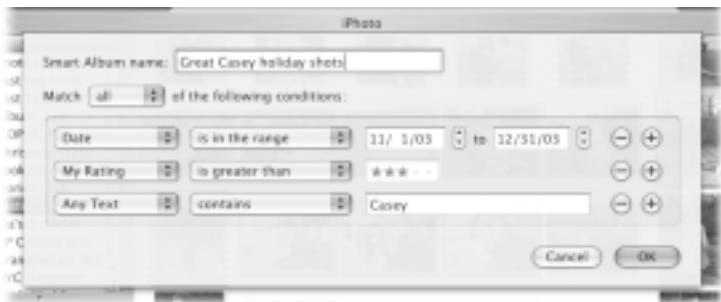 iPhoto
Smart Album name: Great Casey holiday shots
Match all of the following conditions:
Date is in the range 11/ 1/03 to 12/31/03
My Rating is greater than ★★★ - -
Any Text contains Casey
Cancel OK